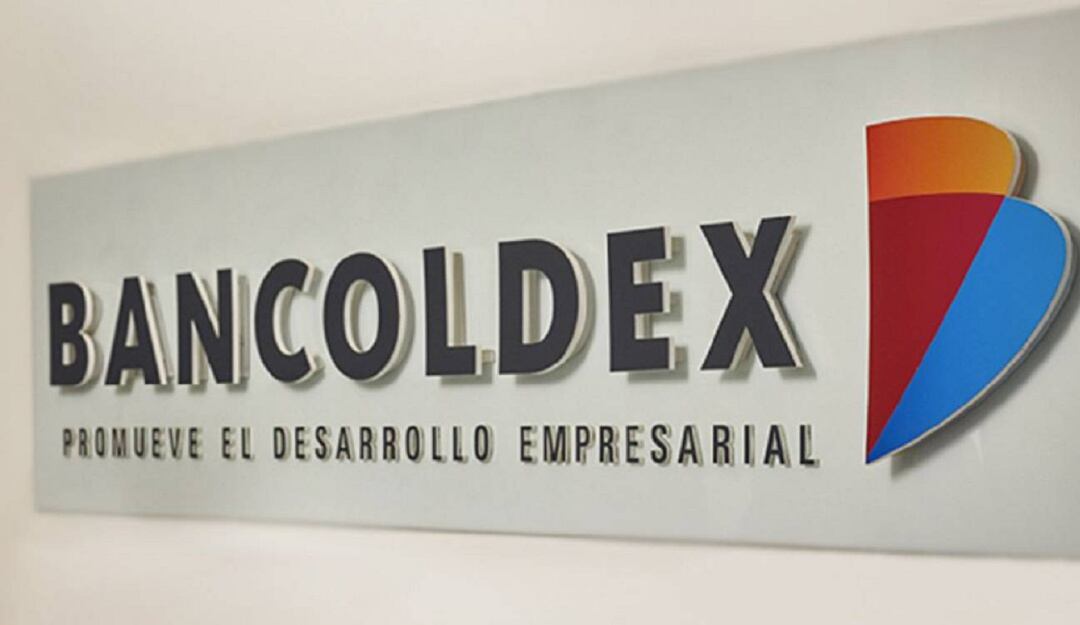 BANCOLDEX
PROMUEVE EL DESARROLLO EMPRESARIAL